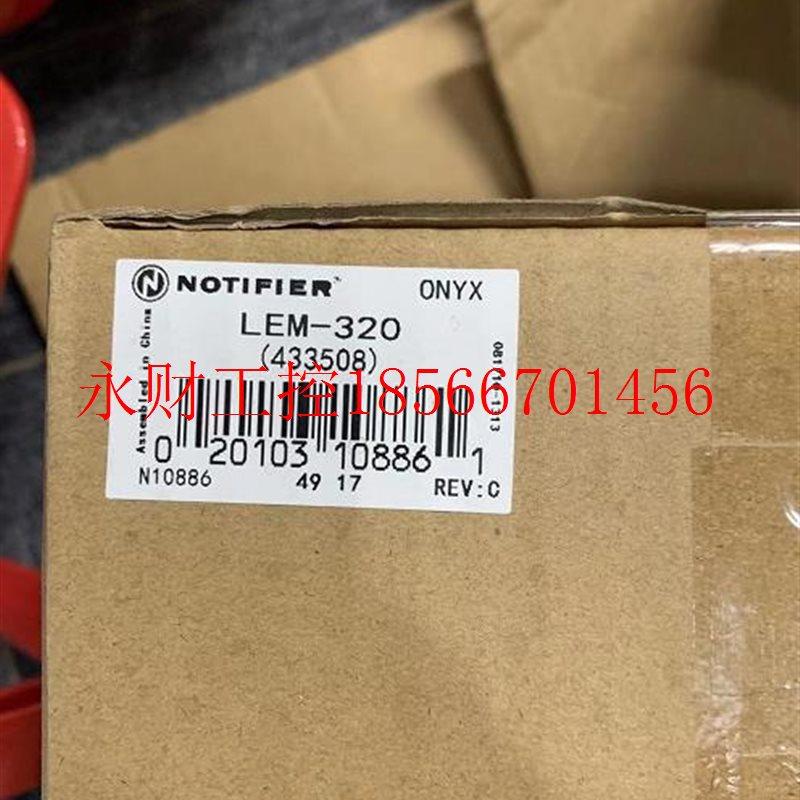 NOTIFIER™ ONYX
LEM-320
(433508)
Assembled in China
永财工控18566701456
0 20103 10886 1
N10886 49 17 REV:C